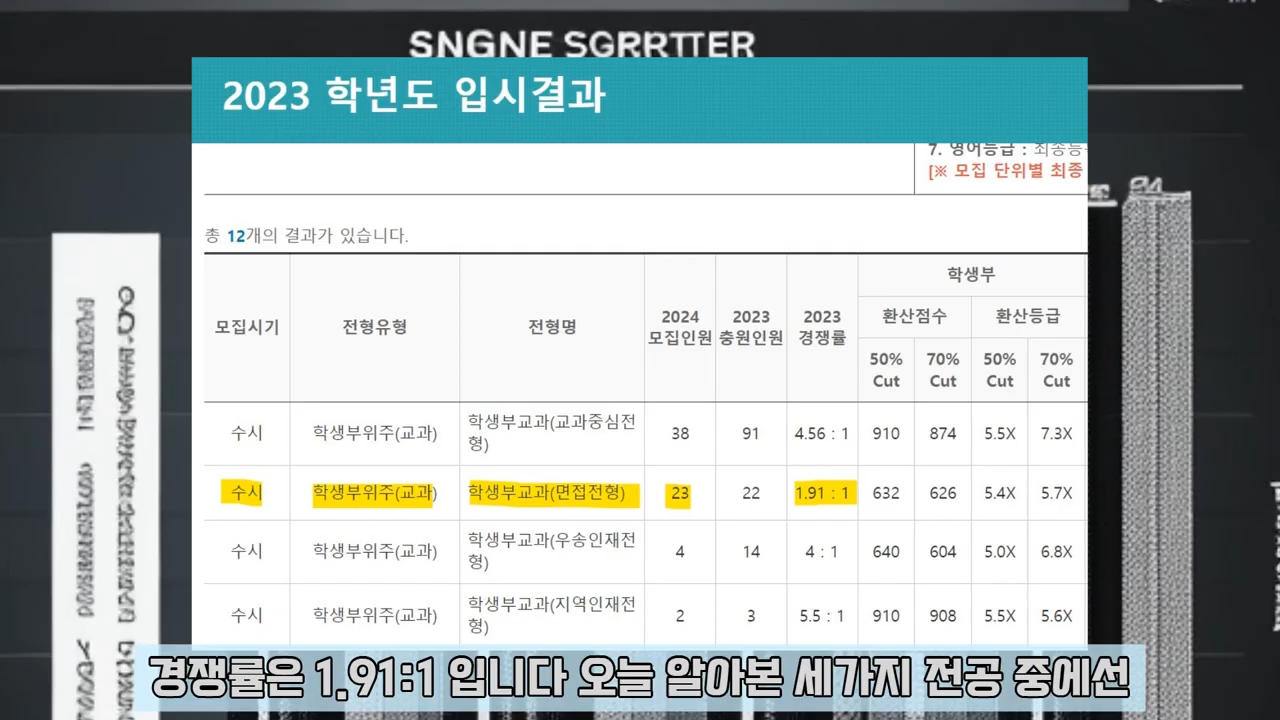 SNGNE SGRRTTER
2023 학년도 입시결과
7. 영어등급 : 최종등
[※ 모집 단위별 최종
총 12개의 결과가 있습니다.
모집시기 전형유형 전형명 2024 모집인원 2023 충원인원 2023 경쟁률 학생부
환산점수 환산등급
50% Cut 70% Cut 50% Cut 70% Cut
수시 학생부위주(교과) 학생부교과(교과중심전형) 38 91 4.56 : 1 910 874 5.5X 7.3X
수시 학생부위주(교과) 학생부교과(면접전형) 23 22 1.91 : 1 632 626 5.4X 5.7X
수시 학생부위주(교과) 학생부교과(우송인재전형) 4 14 4 : 1 640 604 5.0X 6.8X
수시 학생부위주(교과) 학생부교과(지역인재전형) 2 3 5.5 : 1 910 908 5.5X 5.6X
경쟁률은 1.91:1 입니다 오늘 알아본 세가지 전공 중에선